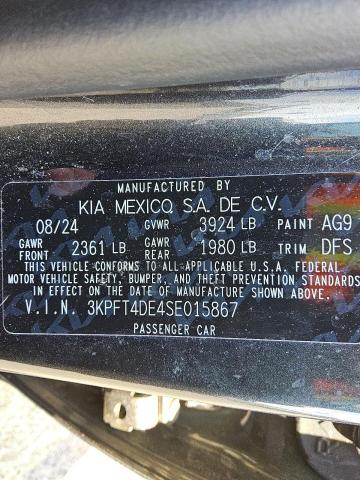 MANUFACTURED BY
KIA MEXICO, S.A. DE C.V.
08/24 GVWR 3924 LB PAINT AG9
GAWR FRONT 2361 LB GAWR REAR 1980 LB TRIM DFS
THIS VEHICLE CONFORMS TO ALL APPLICABLE U.S.A. FEDERAL
MOTOR VEHICLE SAFETY, BUMPER, AND THEFT PREVENTION STANDARDS
IN EFFECT ON THE DATE OF MANUFACTURE SHOWN ABOVE.
V.I.N. 3KPFT4DE4SE015867
PASSENGER CAR